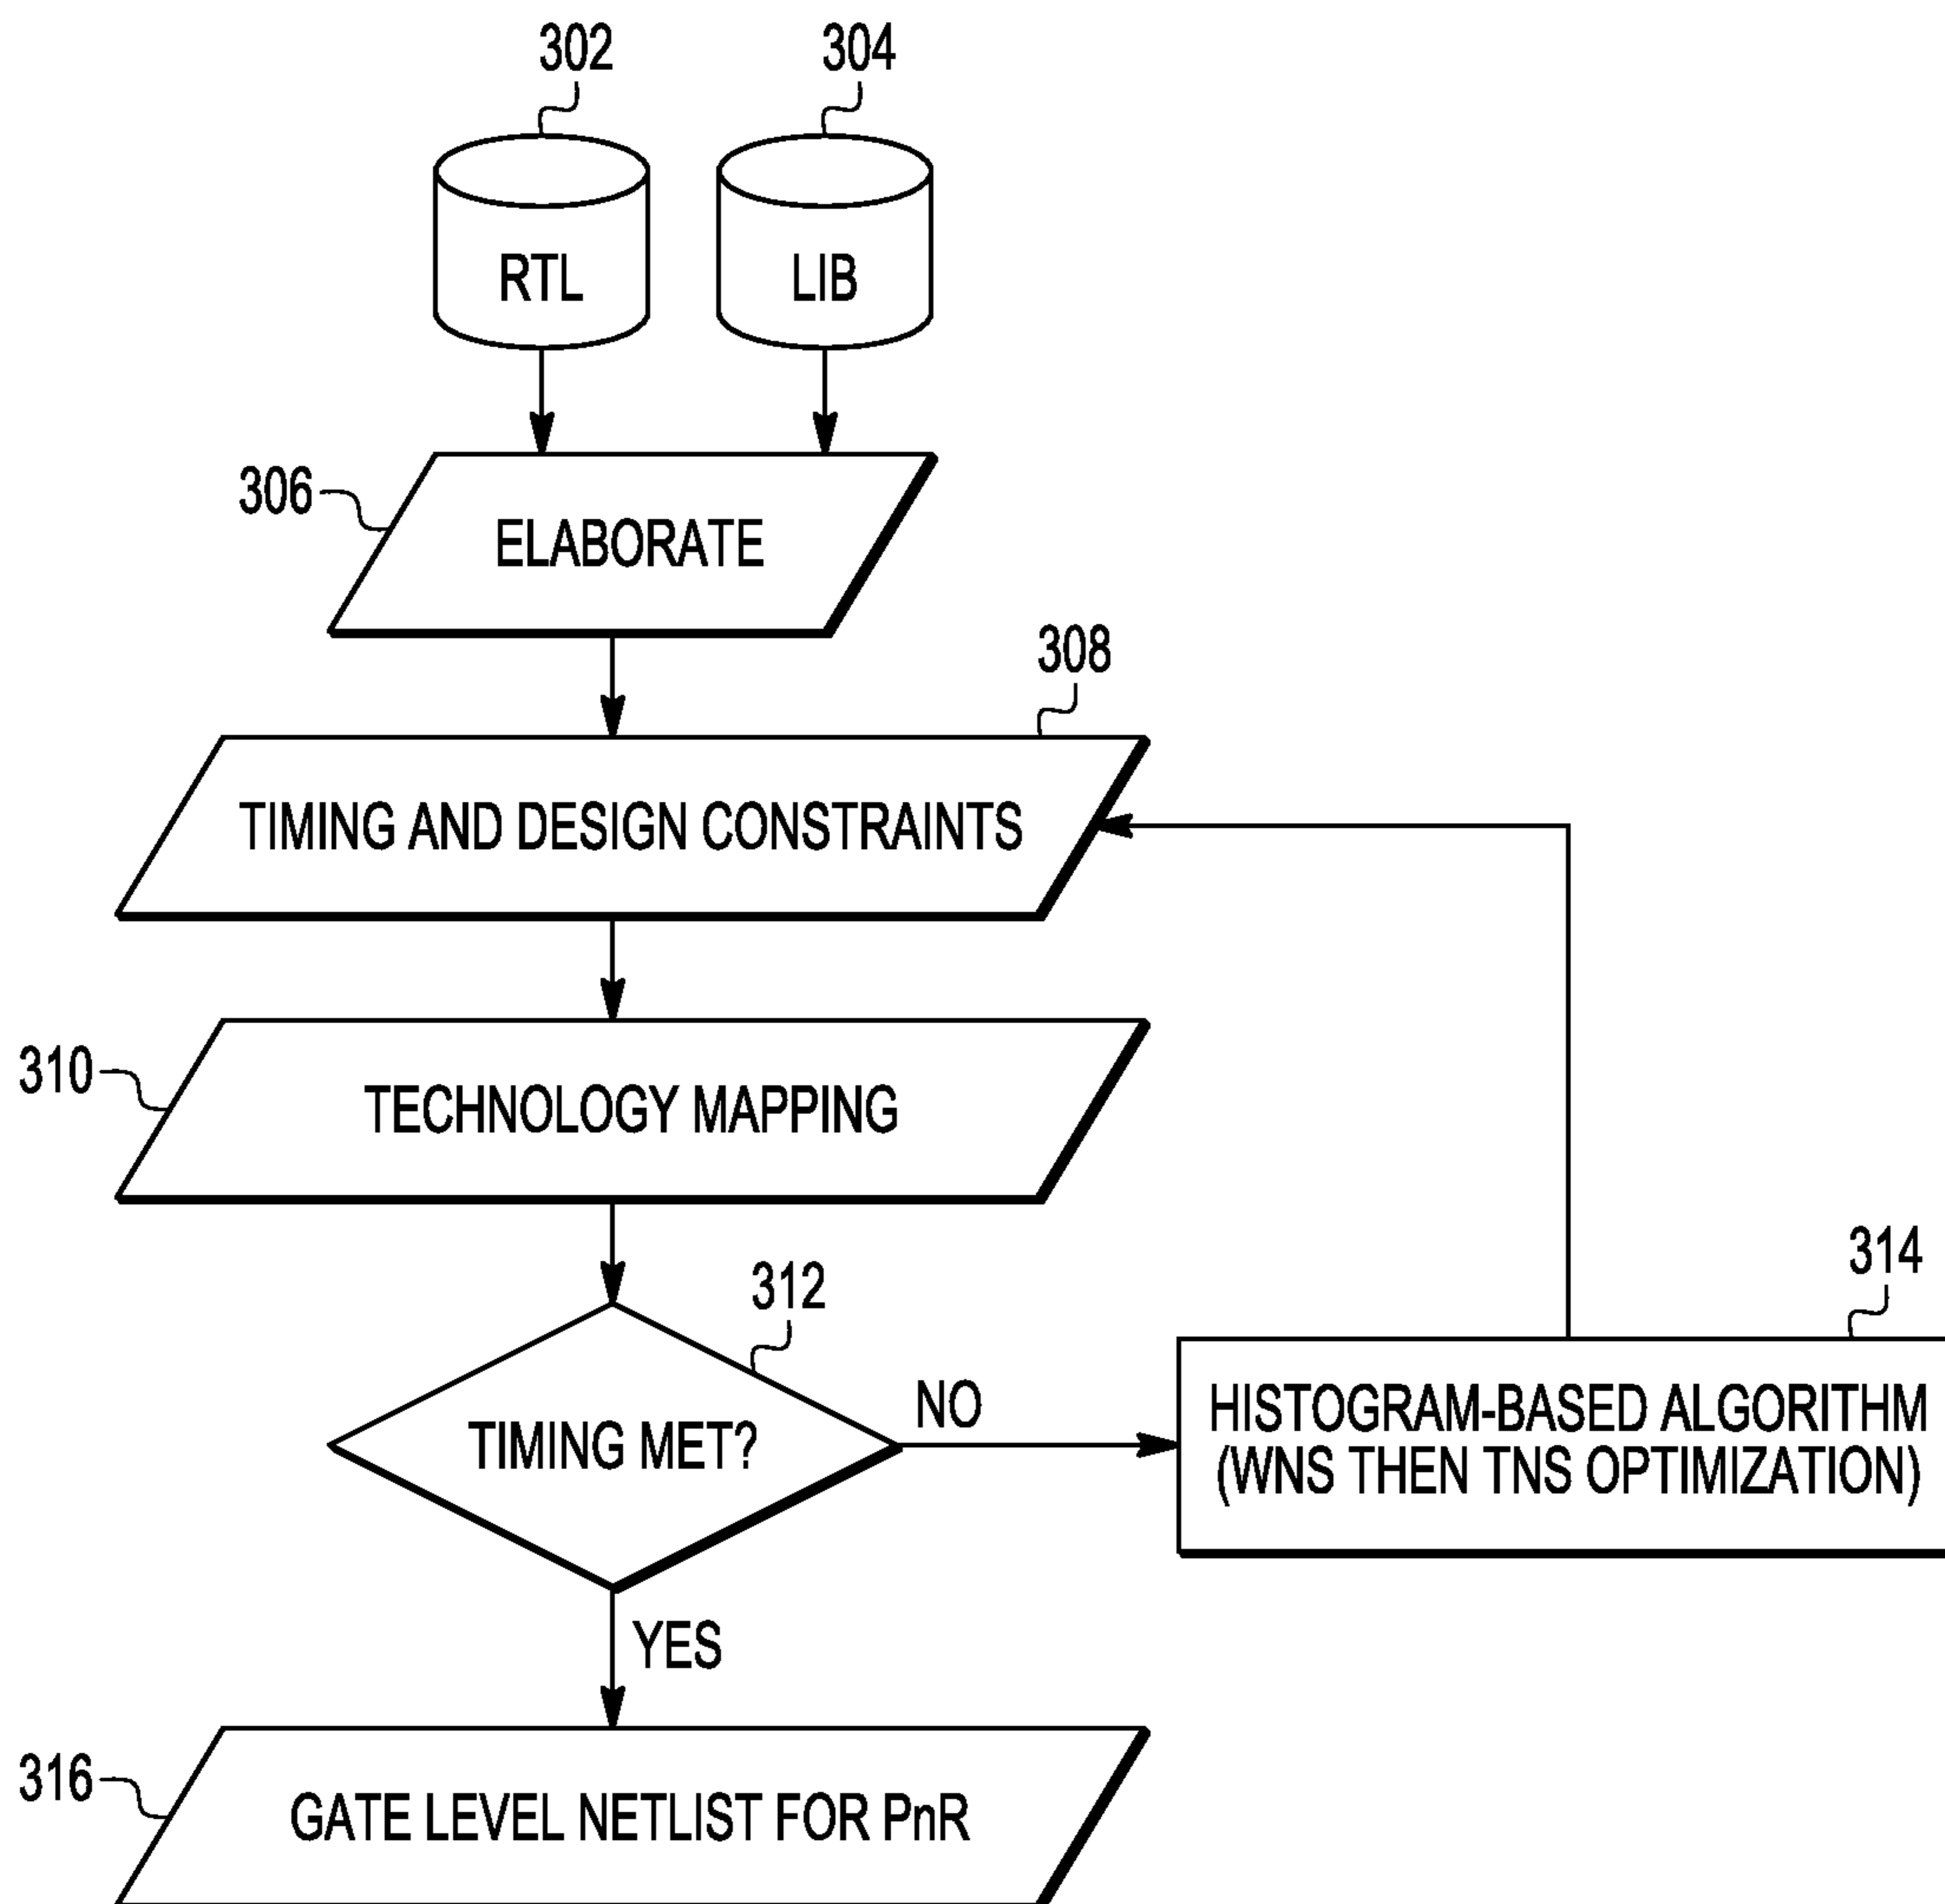 302
304
RTL
LIB
306
ELABORATE
308
TIMING AND DESIGN CONSTRAINTS
310
TECHNOLOGY MAPPING
312
314
TIMING MET?
NO
HISTOGRAM-BASED ALGORITHM
(WNS THEN TNS OPTIMIZATION)
YES
316
GATE LEVEL NETLIST FOR PnR